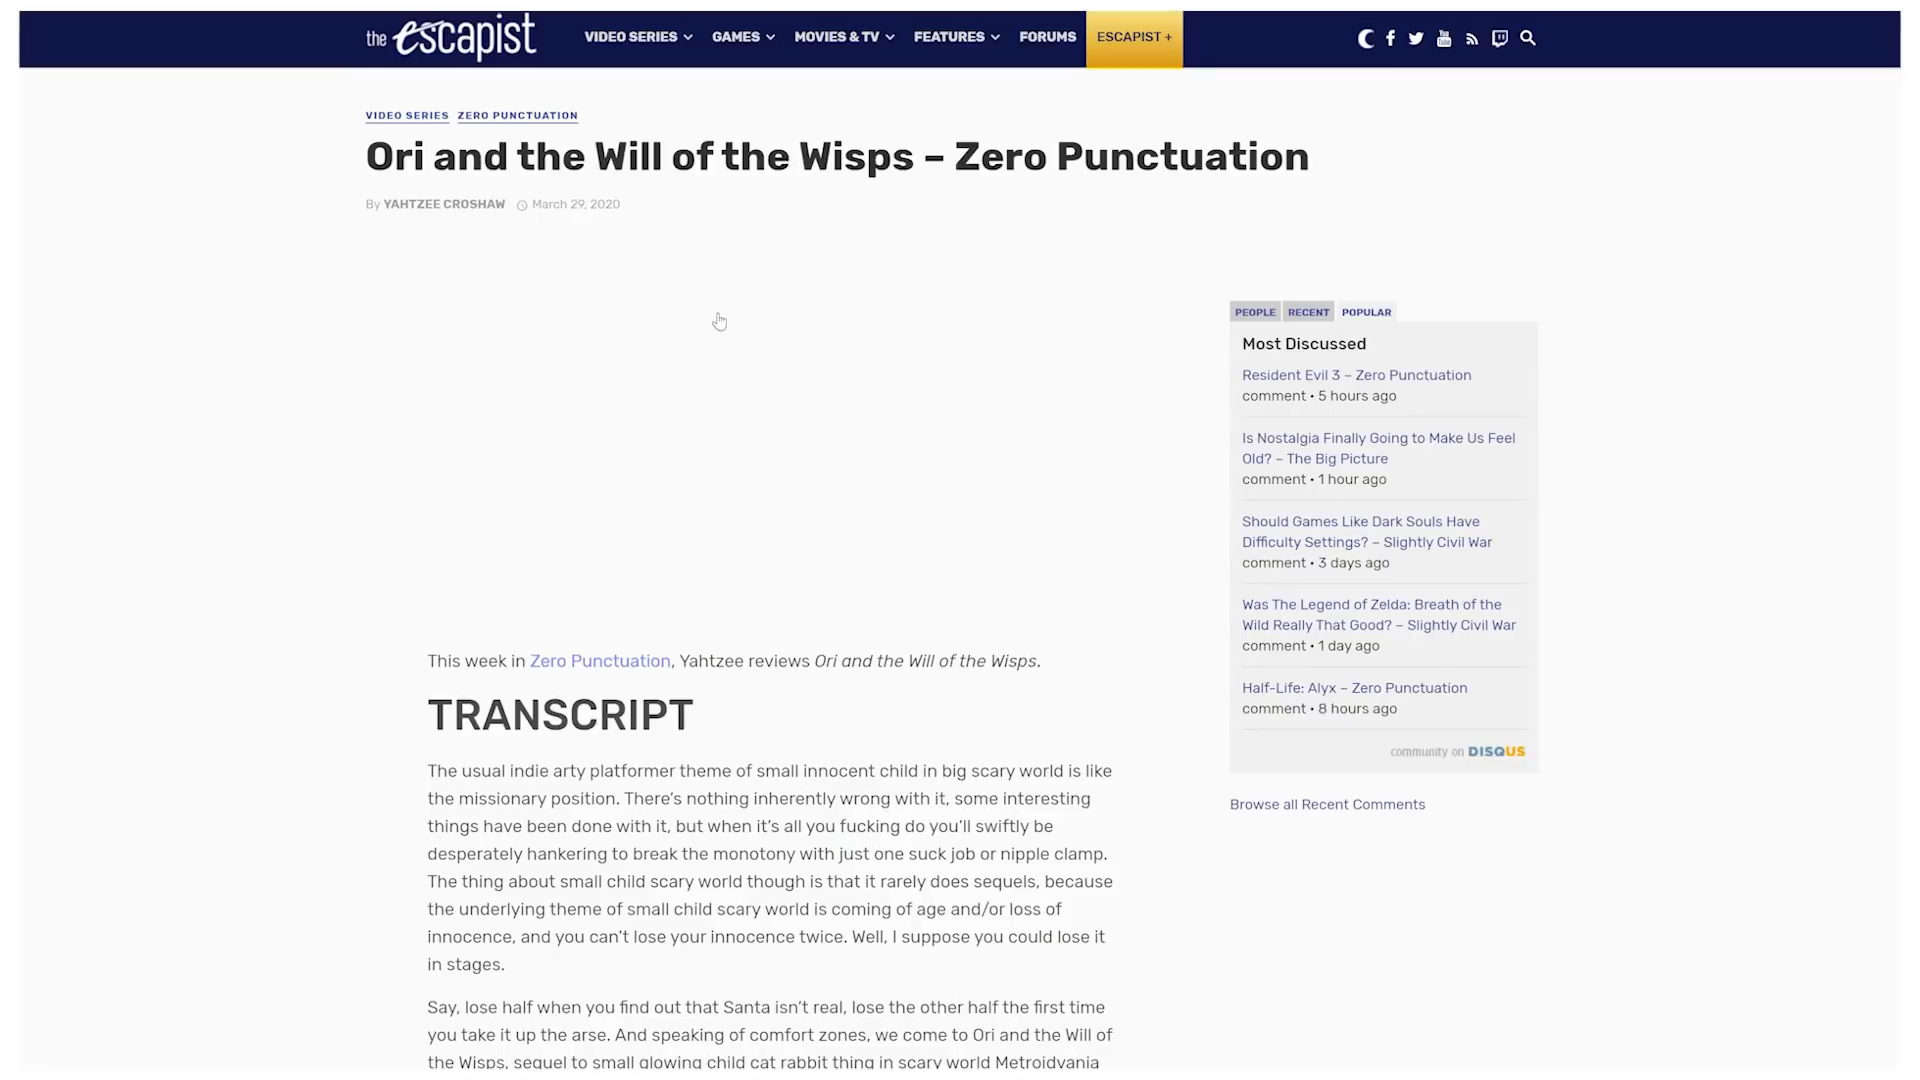 the escapist
VIDEO SERIES GAMES MOVIES & TV FEATURES FORUMS ESCAPIST +
VIDEO SERIES ZERO PUNCTUATION
Ori and the Will of the Wisps – Zero Punctuation
By YAHTZEE CROSHAW March 29, 2020
PEOPLE RECENT POPULAR
Most Discussed
Resident Evil 3 – Zero Punctuation
comment • 5 hours ago
Is Nostalgia Finally Going to Make Us Feel
Old? – The Big Picture
comment • 1 hour ago
Should Games Like Dark Souls Have
Difficulty Settings? – Slightly Civil War
comment • 3 days ago
Was The Legend of Zelda: Breath of the
Wild Really That Good? – Slightly Civil War
comment • 1 day ago
Half-Life: Alyx – Zero Punctuation
comment • 8 hours ago
community on DISQUS
Browse all Recent Comments
This week in Zero Punctuation, Yahtzee reviews Ori and the Will of the Wisps.
TRANSCRIPT
The usual indie arty platformer theme of small innocent child in big scary world is like
the missionary position. There's nothing inherently wrong with it, some interesting
things have been done with it, but when it's all you fucking do you'll swiftly be
desperately hankering to break the monotony with just one suck job or nipple clamp.
The thing about small child scary world though is that it rarely does sequels, because
the underlying theme of small child scary world is coming of age and/or loss of
innocence, and you can't lose your innocence twice. Well, I suppose you could lose it
in stages.
Say, lose half when you find out that Santa isn't real, lose the other half the first time
you take it up the arse. And speaking of comfort zones, we come to Ori and the Will of
the Wisps, sequel to small glowing child cat rabbit thing in scary world Metroidvania